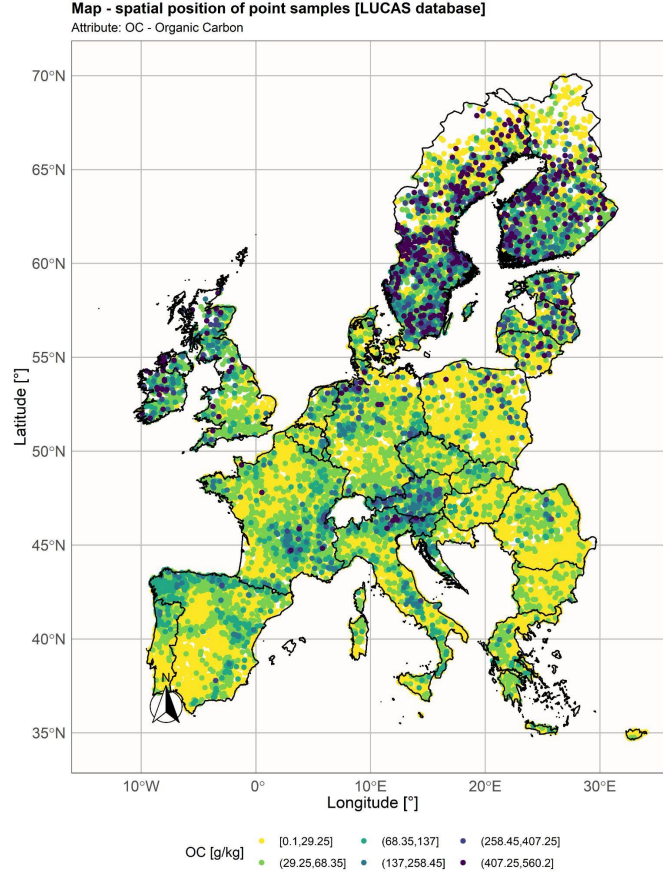 Map - spatial position of point samples [LUCAS database]
Attribute: OC - Organic Carbon
70°N
65°N
60°N
55°N
50°N
45°N
40°N
35°N
Latitude [°]
N
10°W
0°
10°E
20°E
30°E
Longitude [°]
OC [g/kg]
[0.1,29.25]
(68.35,137]
(258.45,407.25]
(29.25,68.35]
(137,258.45]
(407.25,560.2]